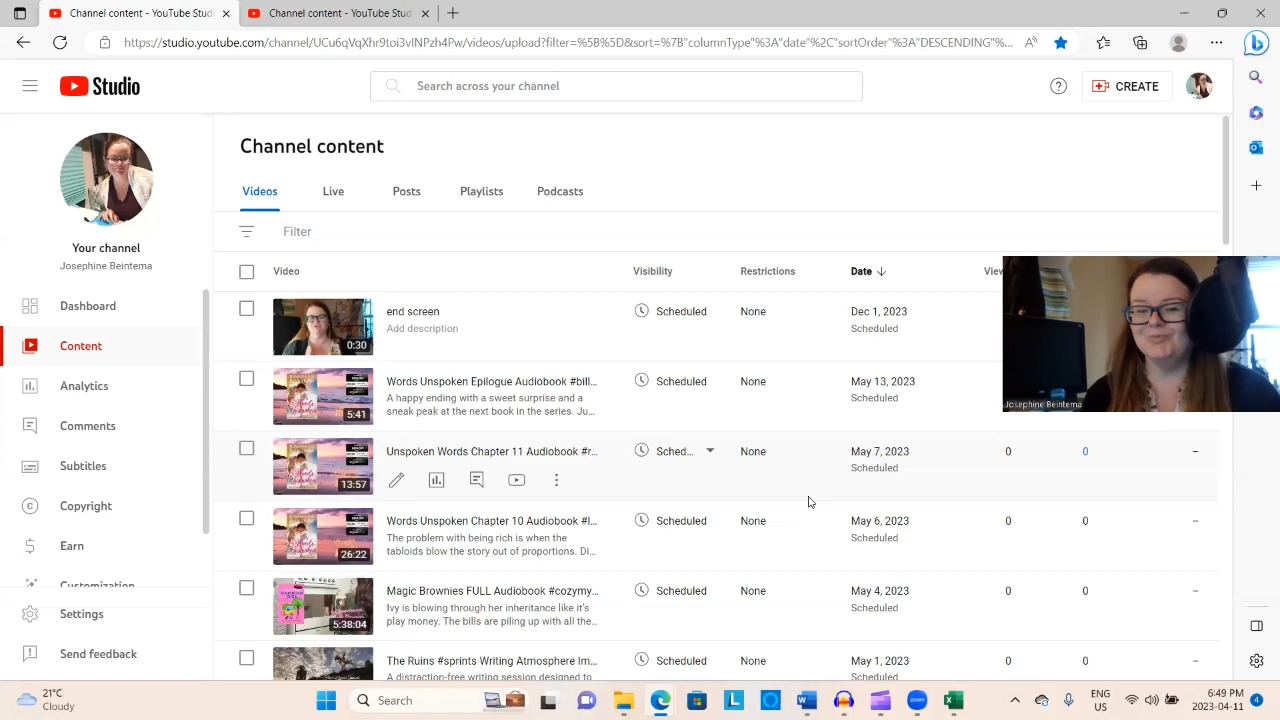 Channel content - YouTube Studi
Channel content - YouTube Studi
https://studio.youtube.com/channel/UCu6qVqXhr9toi3vINPzh4Pw/videos/upload?filter=%5B%5D&sort=%7B"columnType"%3A"date"%2C"sortOrder"%3A"DESCENDING"%...
Studio
Search across your channel
CREATE
Your channel
Josephine Beintema
Dashboard
Content
Analytics
Comments
Subtitles
Copyright
Earn
Customization
Settings
Send feedback
Channel content
Videos Live Posts Playlists Podcasts
Filter
Video Visibility Restrictions Date
end screen Scheduled None Dec 1, 2023
Add description Scheduled
0:30
Words Unspoken Epilogue Audiobook #bill... Scheduled None May 13, 2023
A happy ending with a sweet surprise and a Scheduled
sneak peak at the next book in the series. Ju...
5:41
Josephine Beintema
Unspoken Words Chapter 11 Audiobook #r... Sched... None May 7, 2023 0 0 –
Scheduled
13:57
Words Unspoken Chapter 10 Audiobook #l... Scheduled None May 6, 2023 0 0 –
The problem with being rich is when the Scheduled
tabloids blow the story out of proportions. Di...
26:22
Magic Brownies FULL Audiobook #cozymy... Scheduled None May 4, 2023 0 0 –
Ivy is blowing through her inheritance like it's Scheduled
play money. The bills are piling up with all the...
5:38:04
The Ruins #sprints Writing Atmosphere Im... Scheduled None May 1, 2023 0 0 –
A distraction-free writing session designed to Scheduled
21°C
Cloudy
Search
ENG
US
6:49 PM
2023-04-11
4